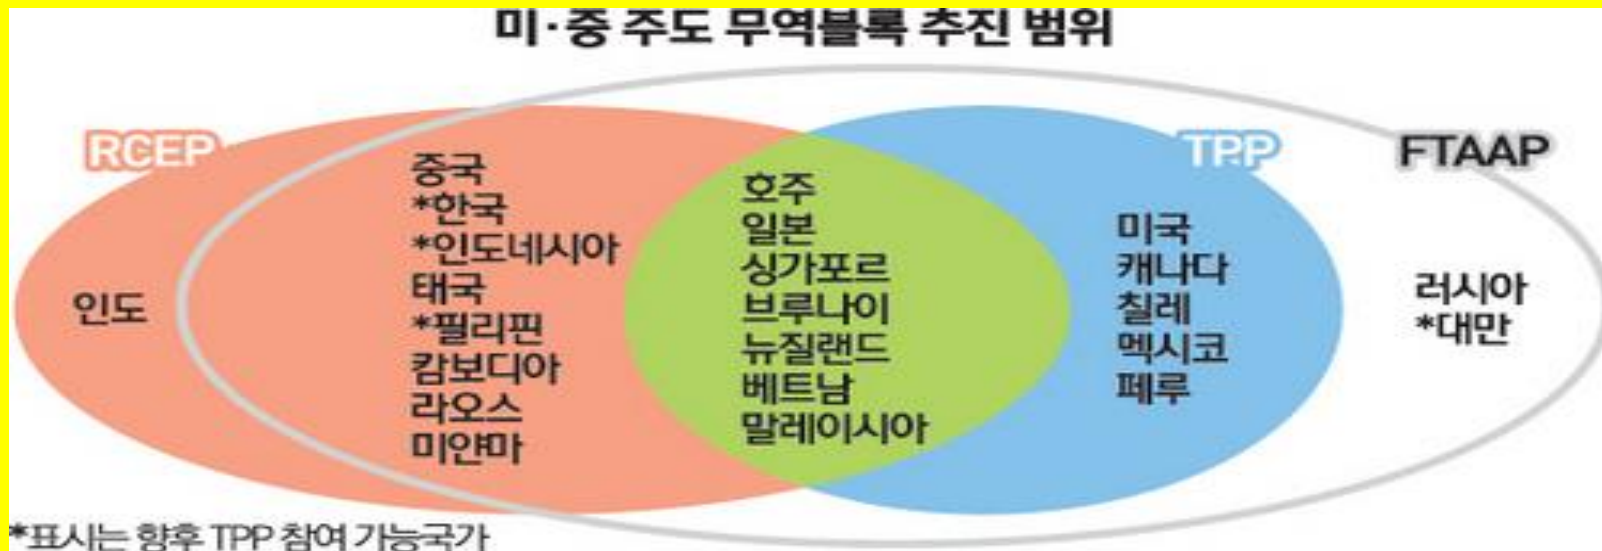 미·중 주도 무역블록 추진 범위
RCEP
TPP
FTAAP
인도
중국
*한국
*인도네시아
태국
*필리핀
캄보디아
라오스
미얀마
호주
일본
싱가포르
브루나이
뉴질랜드
베트남
말레이시아
미국
캐나다
칠레
멕시코
페루
러시아
*대만
*표시는 향후 TPP 참여 가능국가